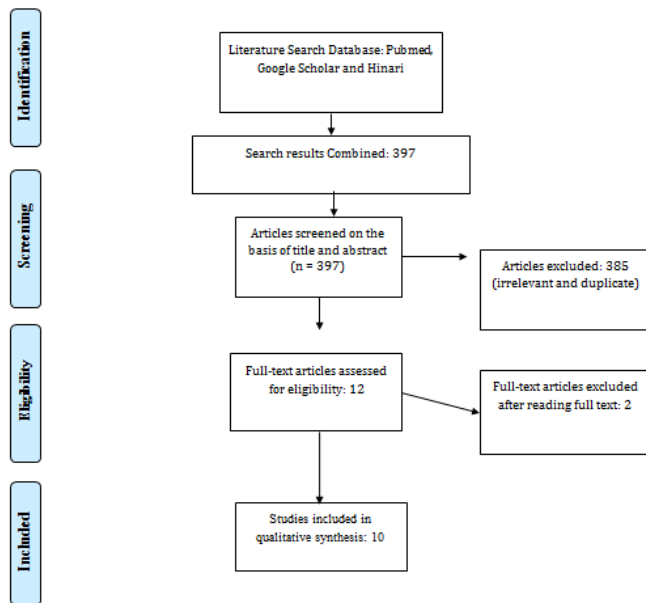 Identification
Literature Search Database: Pubmed,
Google Scholar and Hinari
Search results Combined: 397
Screening
Articles screened on the
basis of title and abstract
(n = 397)
Articles excluded: 385
(irrelevant and duplicate)
Eligibility
Full-text articles assessed
for eligibility: 12
Full-text articles excluded
after reading full text: 2
Included
Studies included in
qualitative synthesis: 10